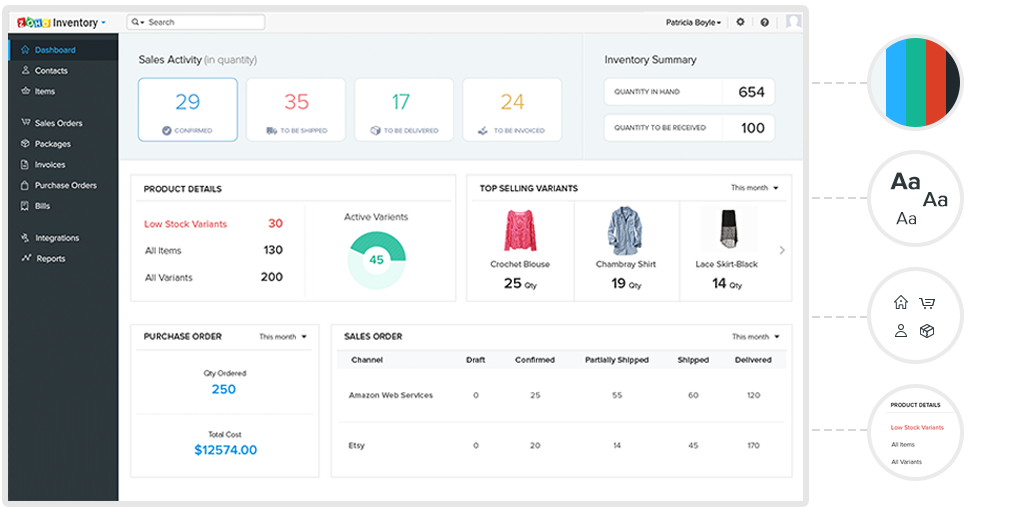 ZOHO Inventory
Search
Patricia Boyle
Dashboard
Contacts
Items
Sales Orders
Packages
Invoices
Purchase Orders
Bills
Integrations
Reports
Sales Activity (in quantity)
29
CONFIRMED
35
TO BE SHIPPED
17
TO BE DELIVERED
24
TO BE INVOICED
Inventory Summary
QUANTITY IN HAND 654
QUANTITY TO BE RECEIVED 100
PRODUCT DETAILS
Low Stock Variants 30
All Items 130
All Variants 200
Active Varients
45
TOP SELLING VARIANTS This month
Crochet Blouse
25 Qty
Chambray Shirt
19 Qty
Lace Skirt-Black
14 Qty
PURCHASE ORDER This month
Qty Ordered
250
Total Cost
$12574.00
SALES ORDER This month
Channel Draft Confirmed Partially Shipped Shipped Delivered
Amazon Web Services 0 25 55 60 120
Etsy 0 20 14 45 170
Aa
Aa
Aa
PRODUCT DETAILS
Low Stock Variants
All Items
All Variants